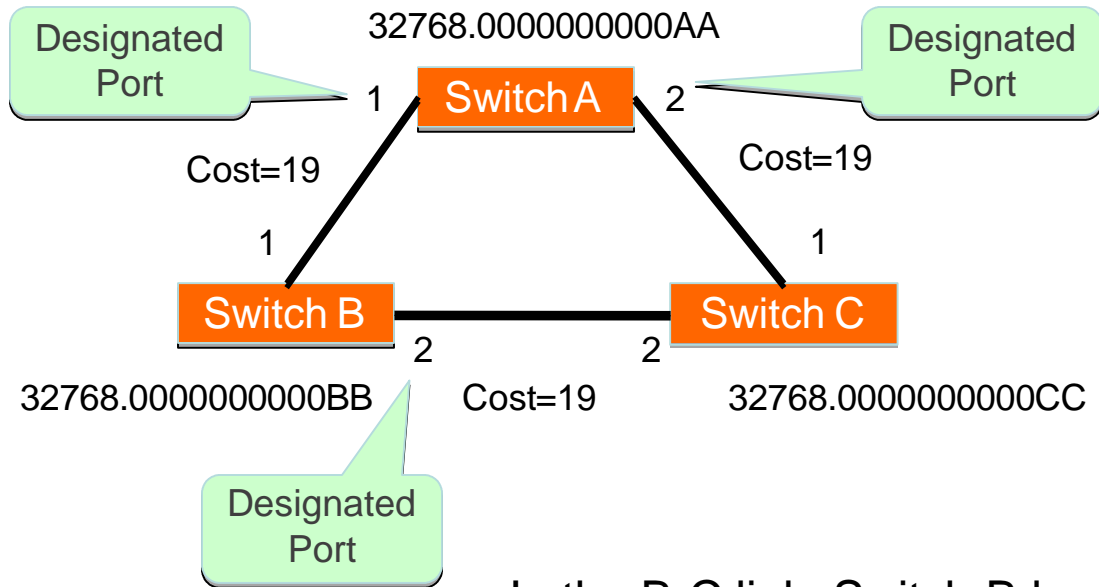 32768.0000000000AA
Designated
Port
Designated
Port
1
Switch A
2
Cost=19
Cost=19
1
1
Switch B
Switch C
2
2
32768.0000000000BB
Cost=19
32768.0000000000CC
Designated
Port